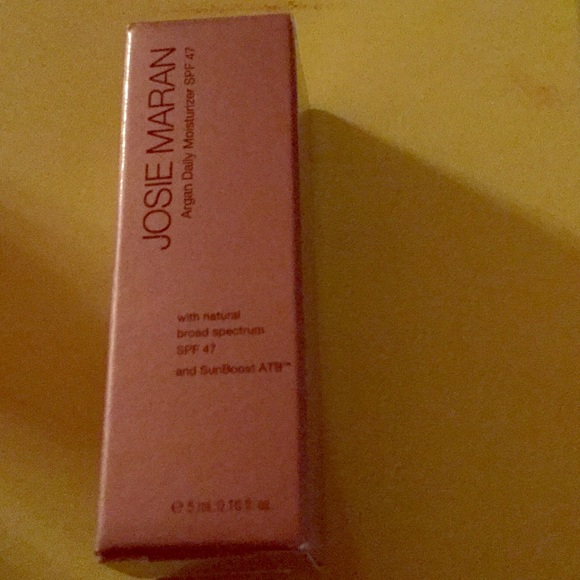 JOSIE MARAN
Argan Daily Moisturizer SPF 47
with natural
broad spectrum
SPF 47
and SunBoost ATB™
℮ 5 mL 0.16 fl. oz.